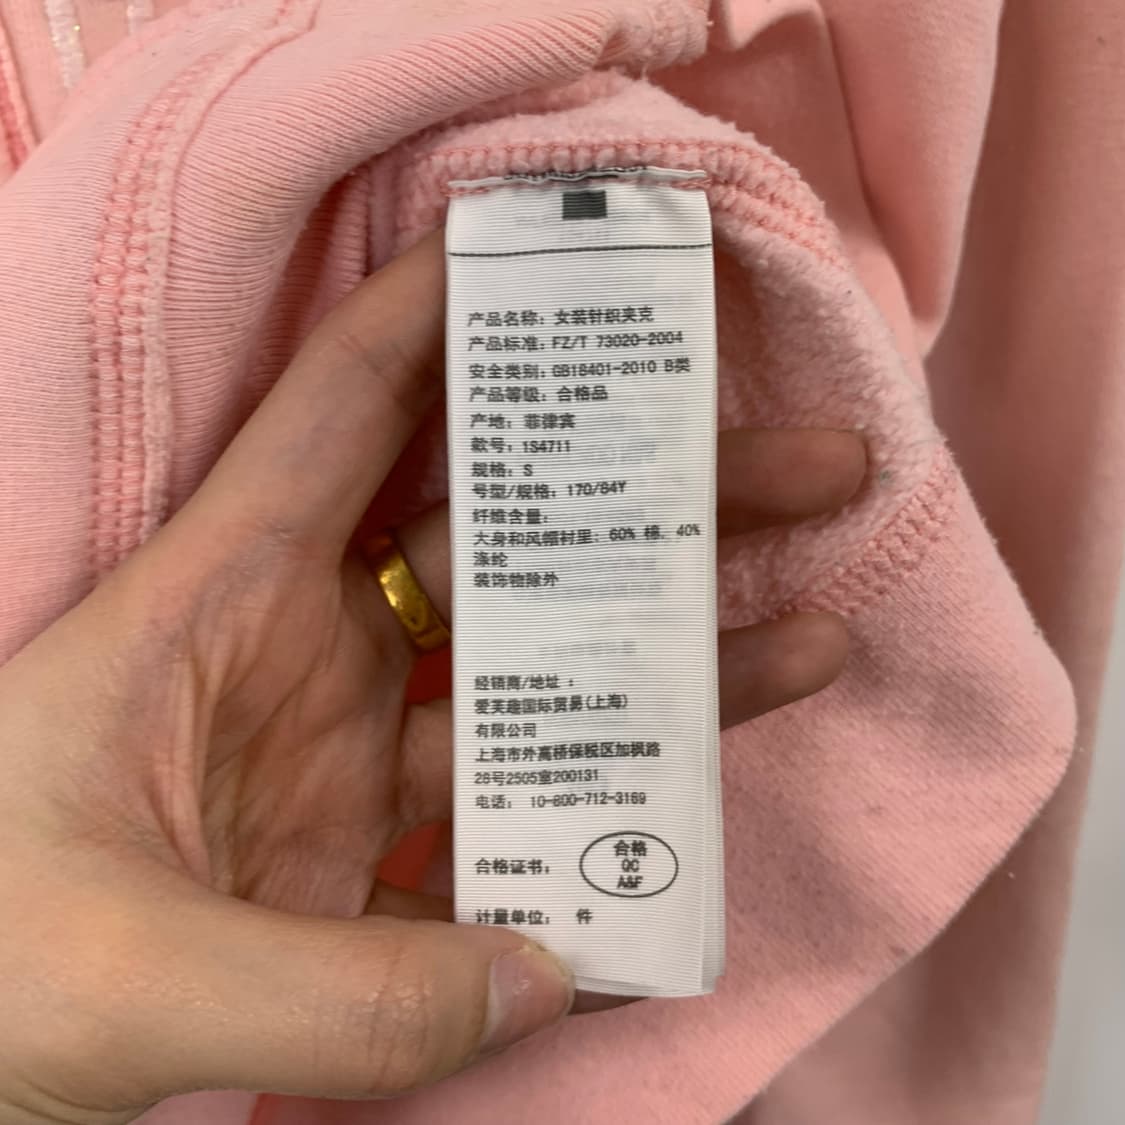 产品名称：女装针织夹克
产品标准：FZ/T 73020-2004
安全类别：GB18401-2010 B类
产品等级：合格品
产地：菲律宾
款号：1S4711
规格：S
号型/规格：170/84Y
纤维含量：
大身和风帽衬里：60% 棉，40%
涤纶
装饰物除外
经销商/地址：
爱芙趣国际贸易(上海)
有限公司
上海市外高桥保税区加枫路
26号2505室200131
电话：10-800-712-3169
合格证书：
合格
QC
A&F
计量单位： 件